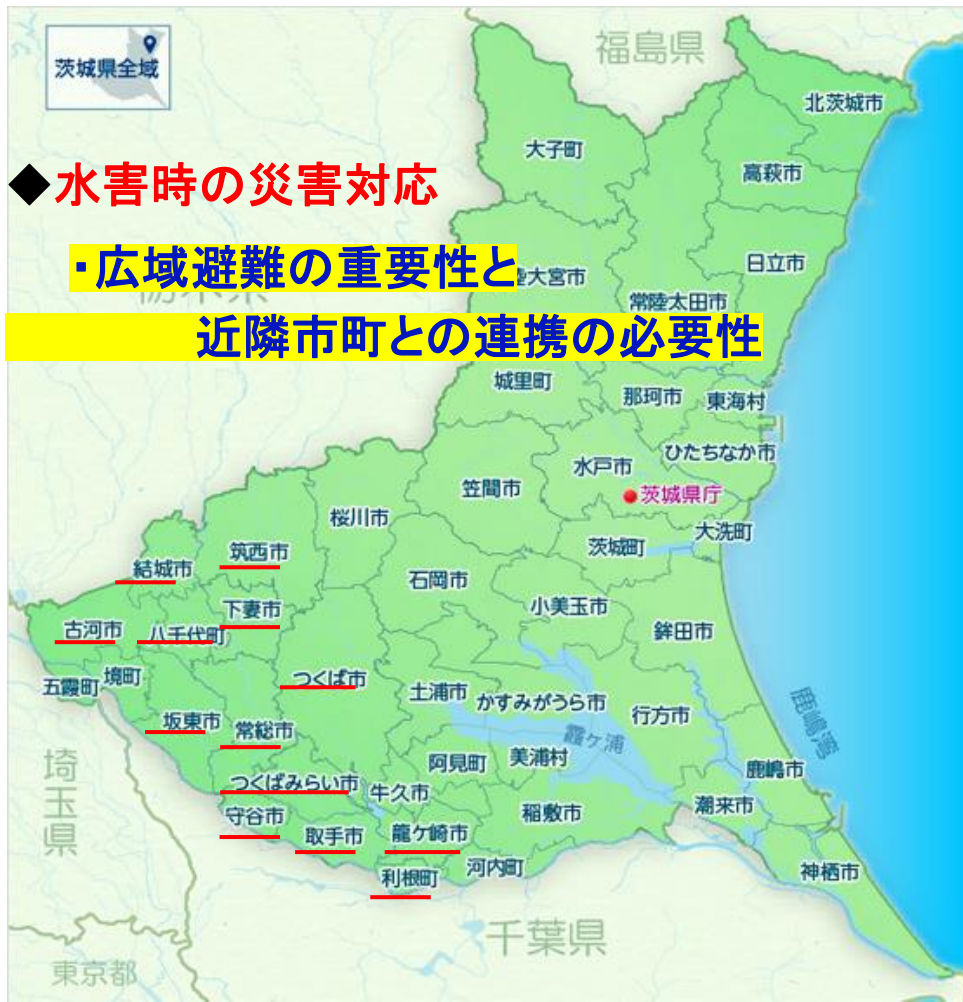 福島県
茨城県全域
北茨城市
大子町
高萩市
◆水害時の災害対応
・広域避難の重要性と
日立市
陸大宮市
常陸太田市
近隣市町との連携の必要性
城里町
那珂市
東海村
ひたちなか市
水戸市
笠間市
茨城県庁
桜川市
大洗町
茨城町
筑西市
結城市
石岡市
小美玉市
下妻市
古河市
八千代町
鉾田市
つくば市
境町
五霞町
土浦市
かすみがうら市
行方市
坂東市
常総市
霞ヶ浦
鹿嶋湾
美浦村
阿見町
鹿嶋市
埼玉県
つくばみらい市
牛久市
潮来市
稲敷市
守谷市
取手市
龍ケ崎市
河内町
利根町
神栖市
千葉県
東京都